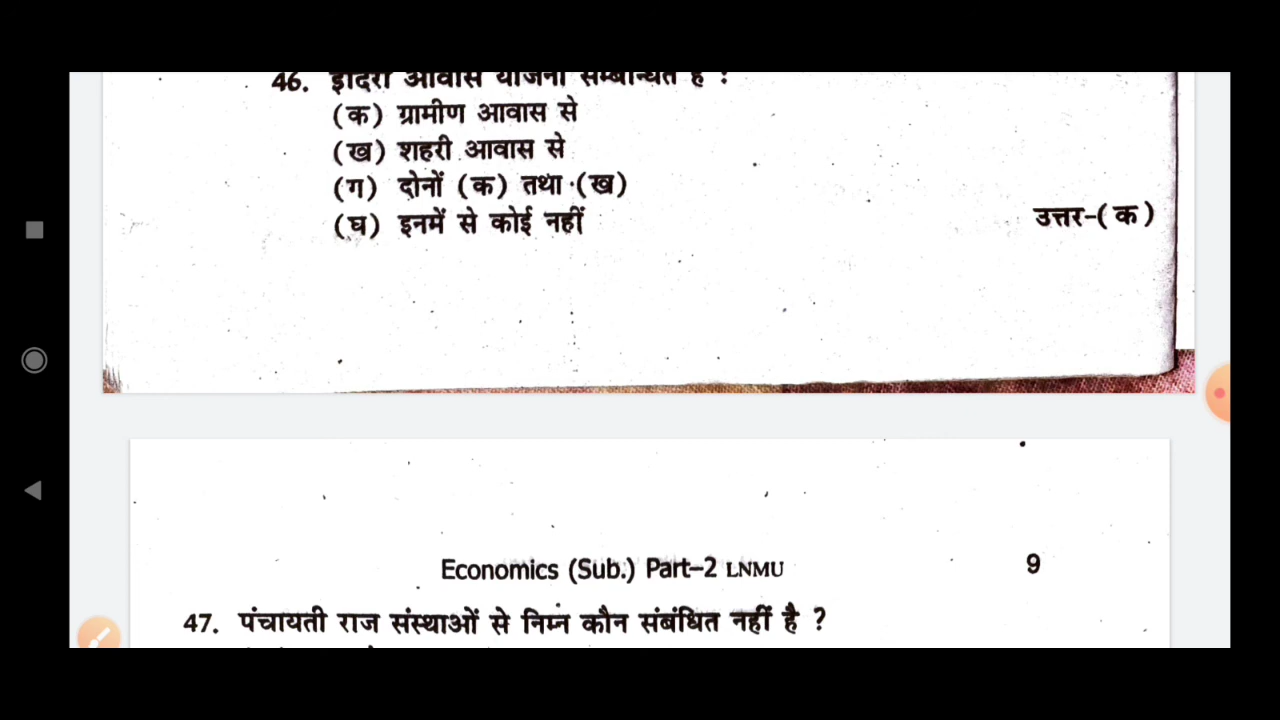 46. इंदिरा आवास योजना सम्बन्धित है ?
(क) ग्रामीण आवास से
(ख) शहरी आवास से
(ग) दोनों (क) तथा (ख)
(घ) इनमें से कोई नहीं
उत्तर-(क)
Economics (Sub.) Part–2 LNMU
9
47. पंचायती राज संस्थाओं से निम्न कौन संबंधित नहीं है ?